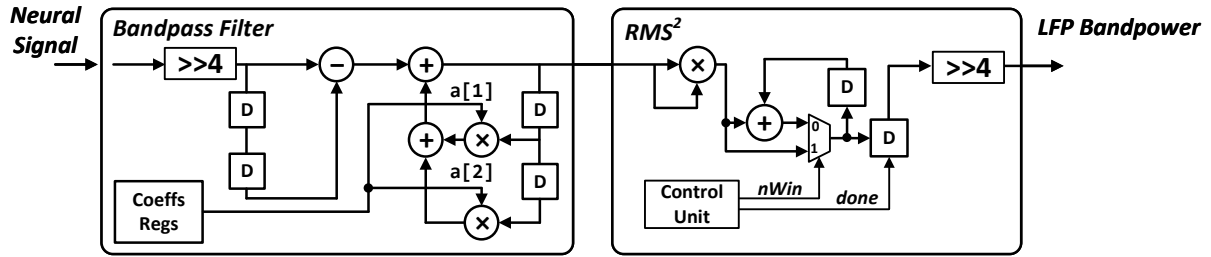 Neural
Signal
Bandpass Filter
>>4
−
+
D
D
a[1]
+
×
D
a[2]
×
D
Coeffs
Regs
RMS²
×
+
D
0
1
D
>>4
Control
Unit
nWin
done
LFP Bandpower